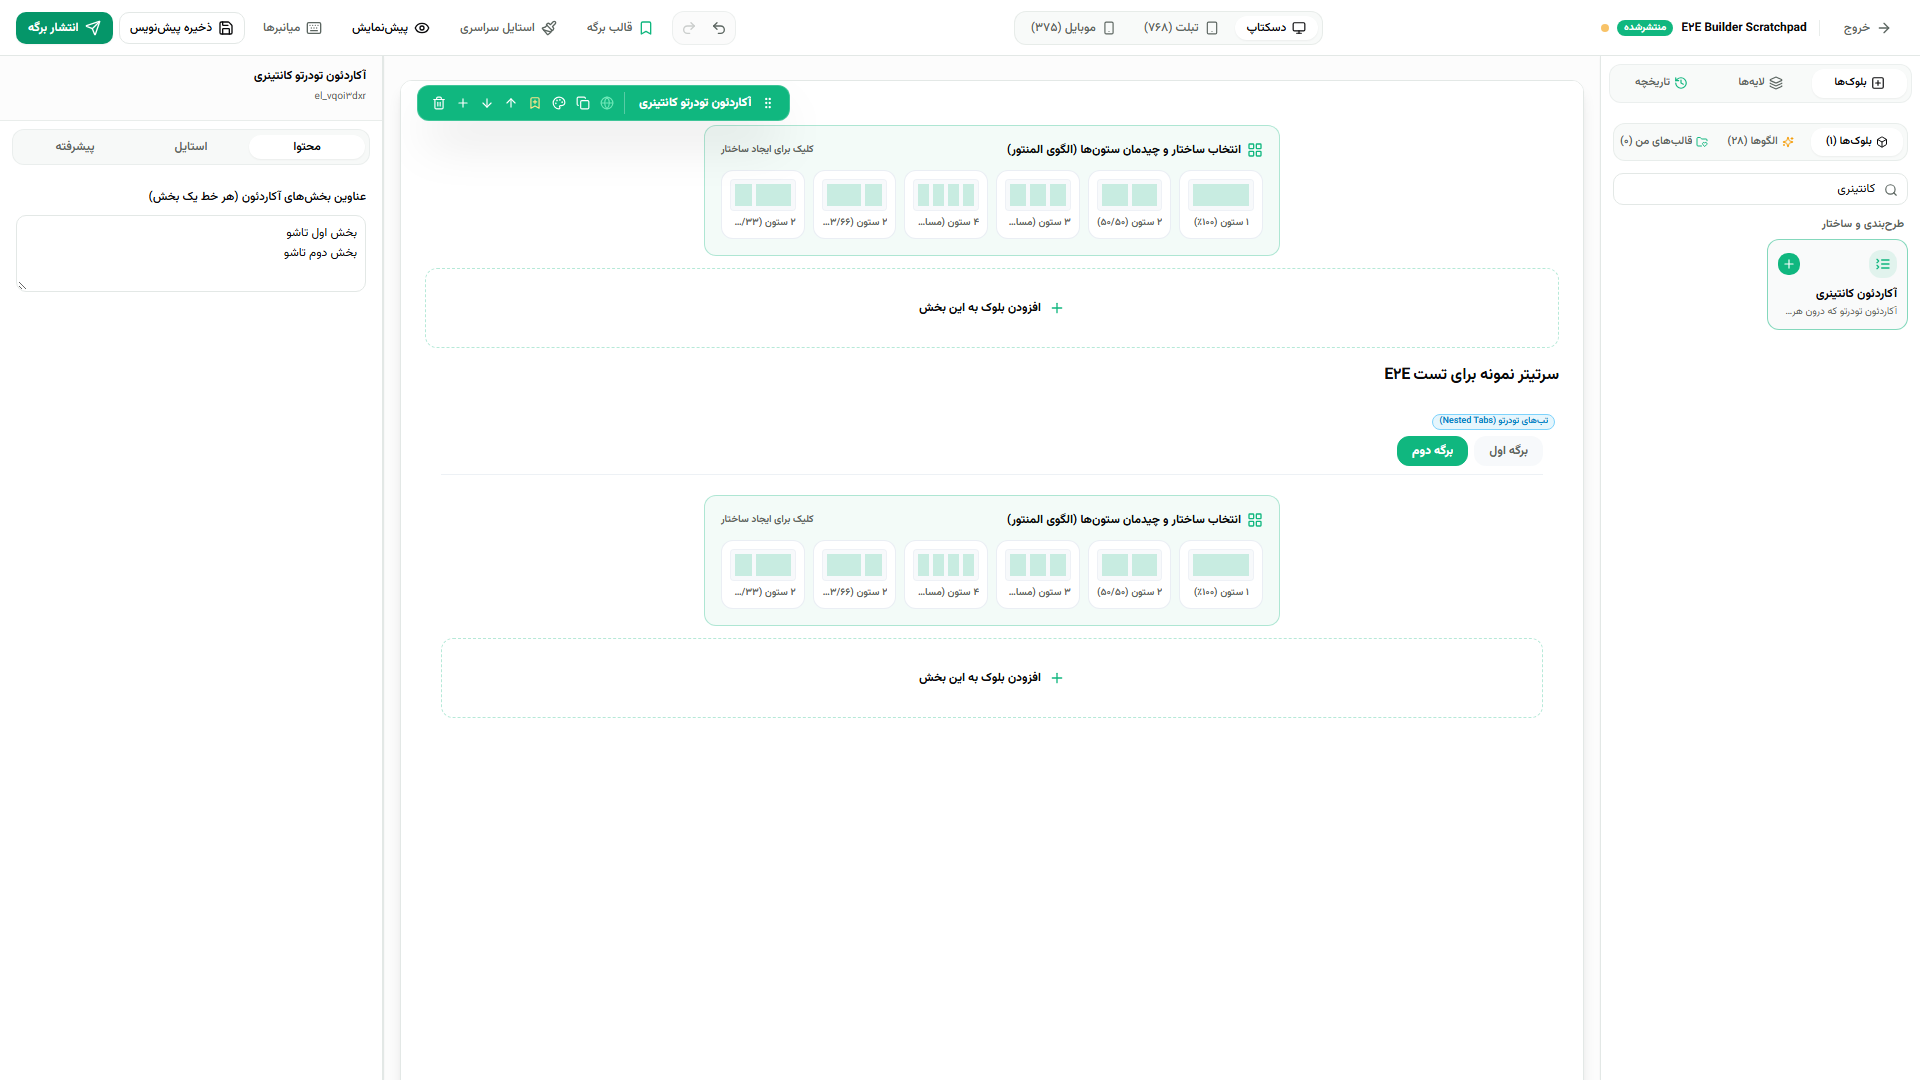 خروج
E۲E Builder Scratchpad
منتشرشده
دسکتاپ
تبلت (۷۶۸)
موبایل (۳۷۵)
قالب برگه
استایل سراسری
پیش‌نمایش
میانبرها
ذخیره پیش‌نویس
انتشار برگه
بلوک‌ها
لایه‌ها
تاریخچه
بلوک‌ها (۱)
الگوها (۲۸)
قالب‌های من (۰)
کانتینری
طرح‌بندی و ساختار
آکاردئون کانتینری
آکاردئون تودرتو که درون هر...
آکاردئون تودرتو کانتینری
انتخاب ساختار و چیدمان ستون‌ها (الگوی المنتور)
کلیک برای ایجاد ساختار
۱ ستون (۱۰۰٪)
۲ ستون (۵۰/۵۰)
۳ ستون (مسا...
۴ ستون (مسا...
۲ ستون (۳/۶۶...
۲ ستون (۳۳/...
افزودن بلوک به این بخش
سرتیتر نمونه برای تست E۲E
تب‌های تودرتو (Nested Tabs)
برگه اول
برگه دوم
انتخاب ساختار و چیدمان ستون‌ها (الگوی المنتور)
کلیک برای ایجاد ساختار
۱ ستون (۱۰۰٪)
۲ ستون (۵۰/۵۰)
۳ ستون (مسا...
۴ ستون (مسا...
۲ ستون (۳/۶۶...
۲ ستون (۳۳/...
افزودن بلوک به این بخش
آکاردئون تودرتو کانتینری
el_vqoi۳dxr
محتوا
استایل
پیشرفته
عناوین بخش‌های آکاردئون (هر خط یک بخش)
بخش اول تاشو
بخش دوم تاشو